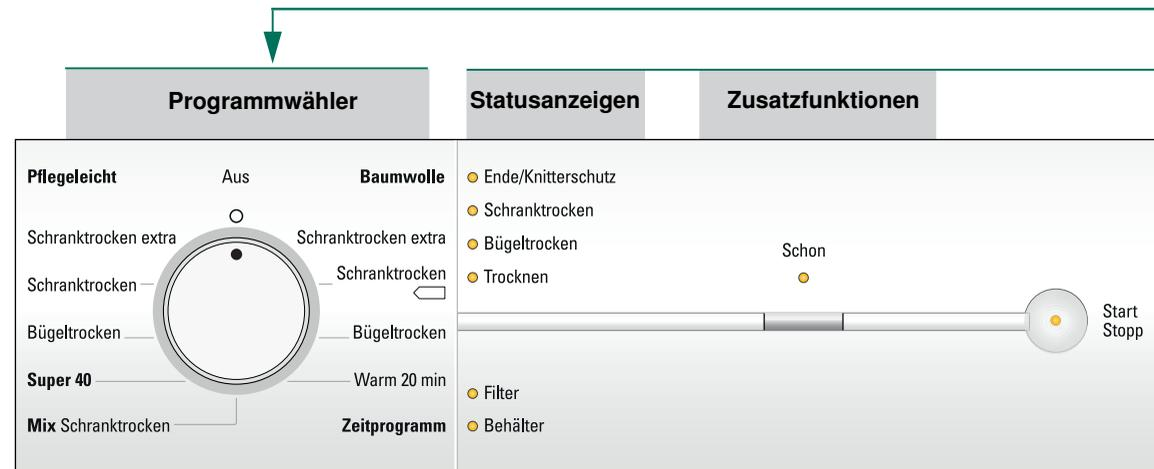 Programmwähler
Statusanzeigen
Zusatzfunktionen
Pflegeleicht
Aus
Baumwolle
Schranktrocken extra
Schranktrocken extra
Schranktrocken
Schranktrocken
Bügeltrocken
Bügeltrocken
Super 40
Warm 20 min
Mix Schranktrocken
Zeitprogramm
Ende/Knitterschutz
Schranktrocken
Bügeltrocken
Trocknen
Filter
Behälter
Schon
Start
Stopp